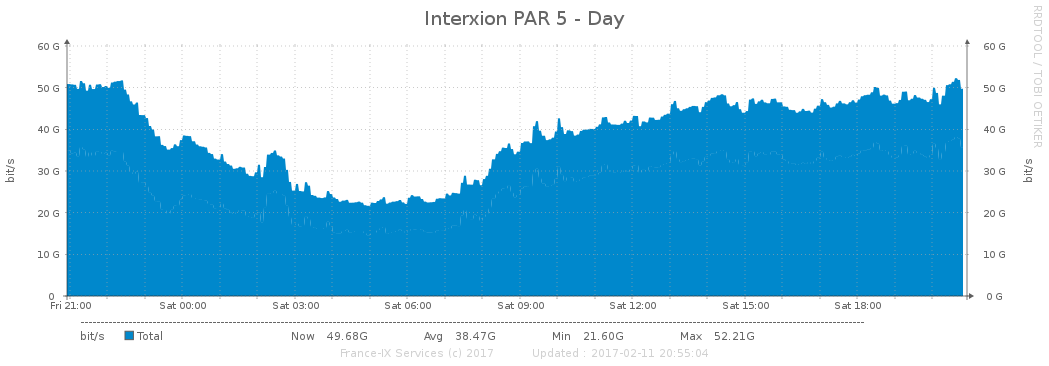 Interxion PAR 5 - Day
RRDTOOL / TOBI OETIKER
bit/s
60 G 60 G
50 G 50 G
40 G 40 G
30 G 30 G
20 G 20 G
10 G 10 G
0 0 G
bit/s
Fri 21:00 Sat 00:00 Sat 03:00 Sat 06:00 Sat 09:00 Sat 12:00 Sat 15:00 Sat 18:00
bit/s Total Now 49.68G Avg 38.47G Min 21.60G Max 52.21G
France-IX Services (c) 2017 Updated : 2017-02-11 20:55:04